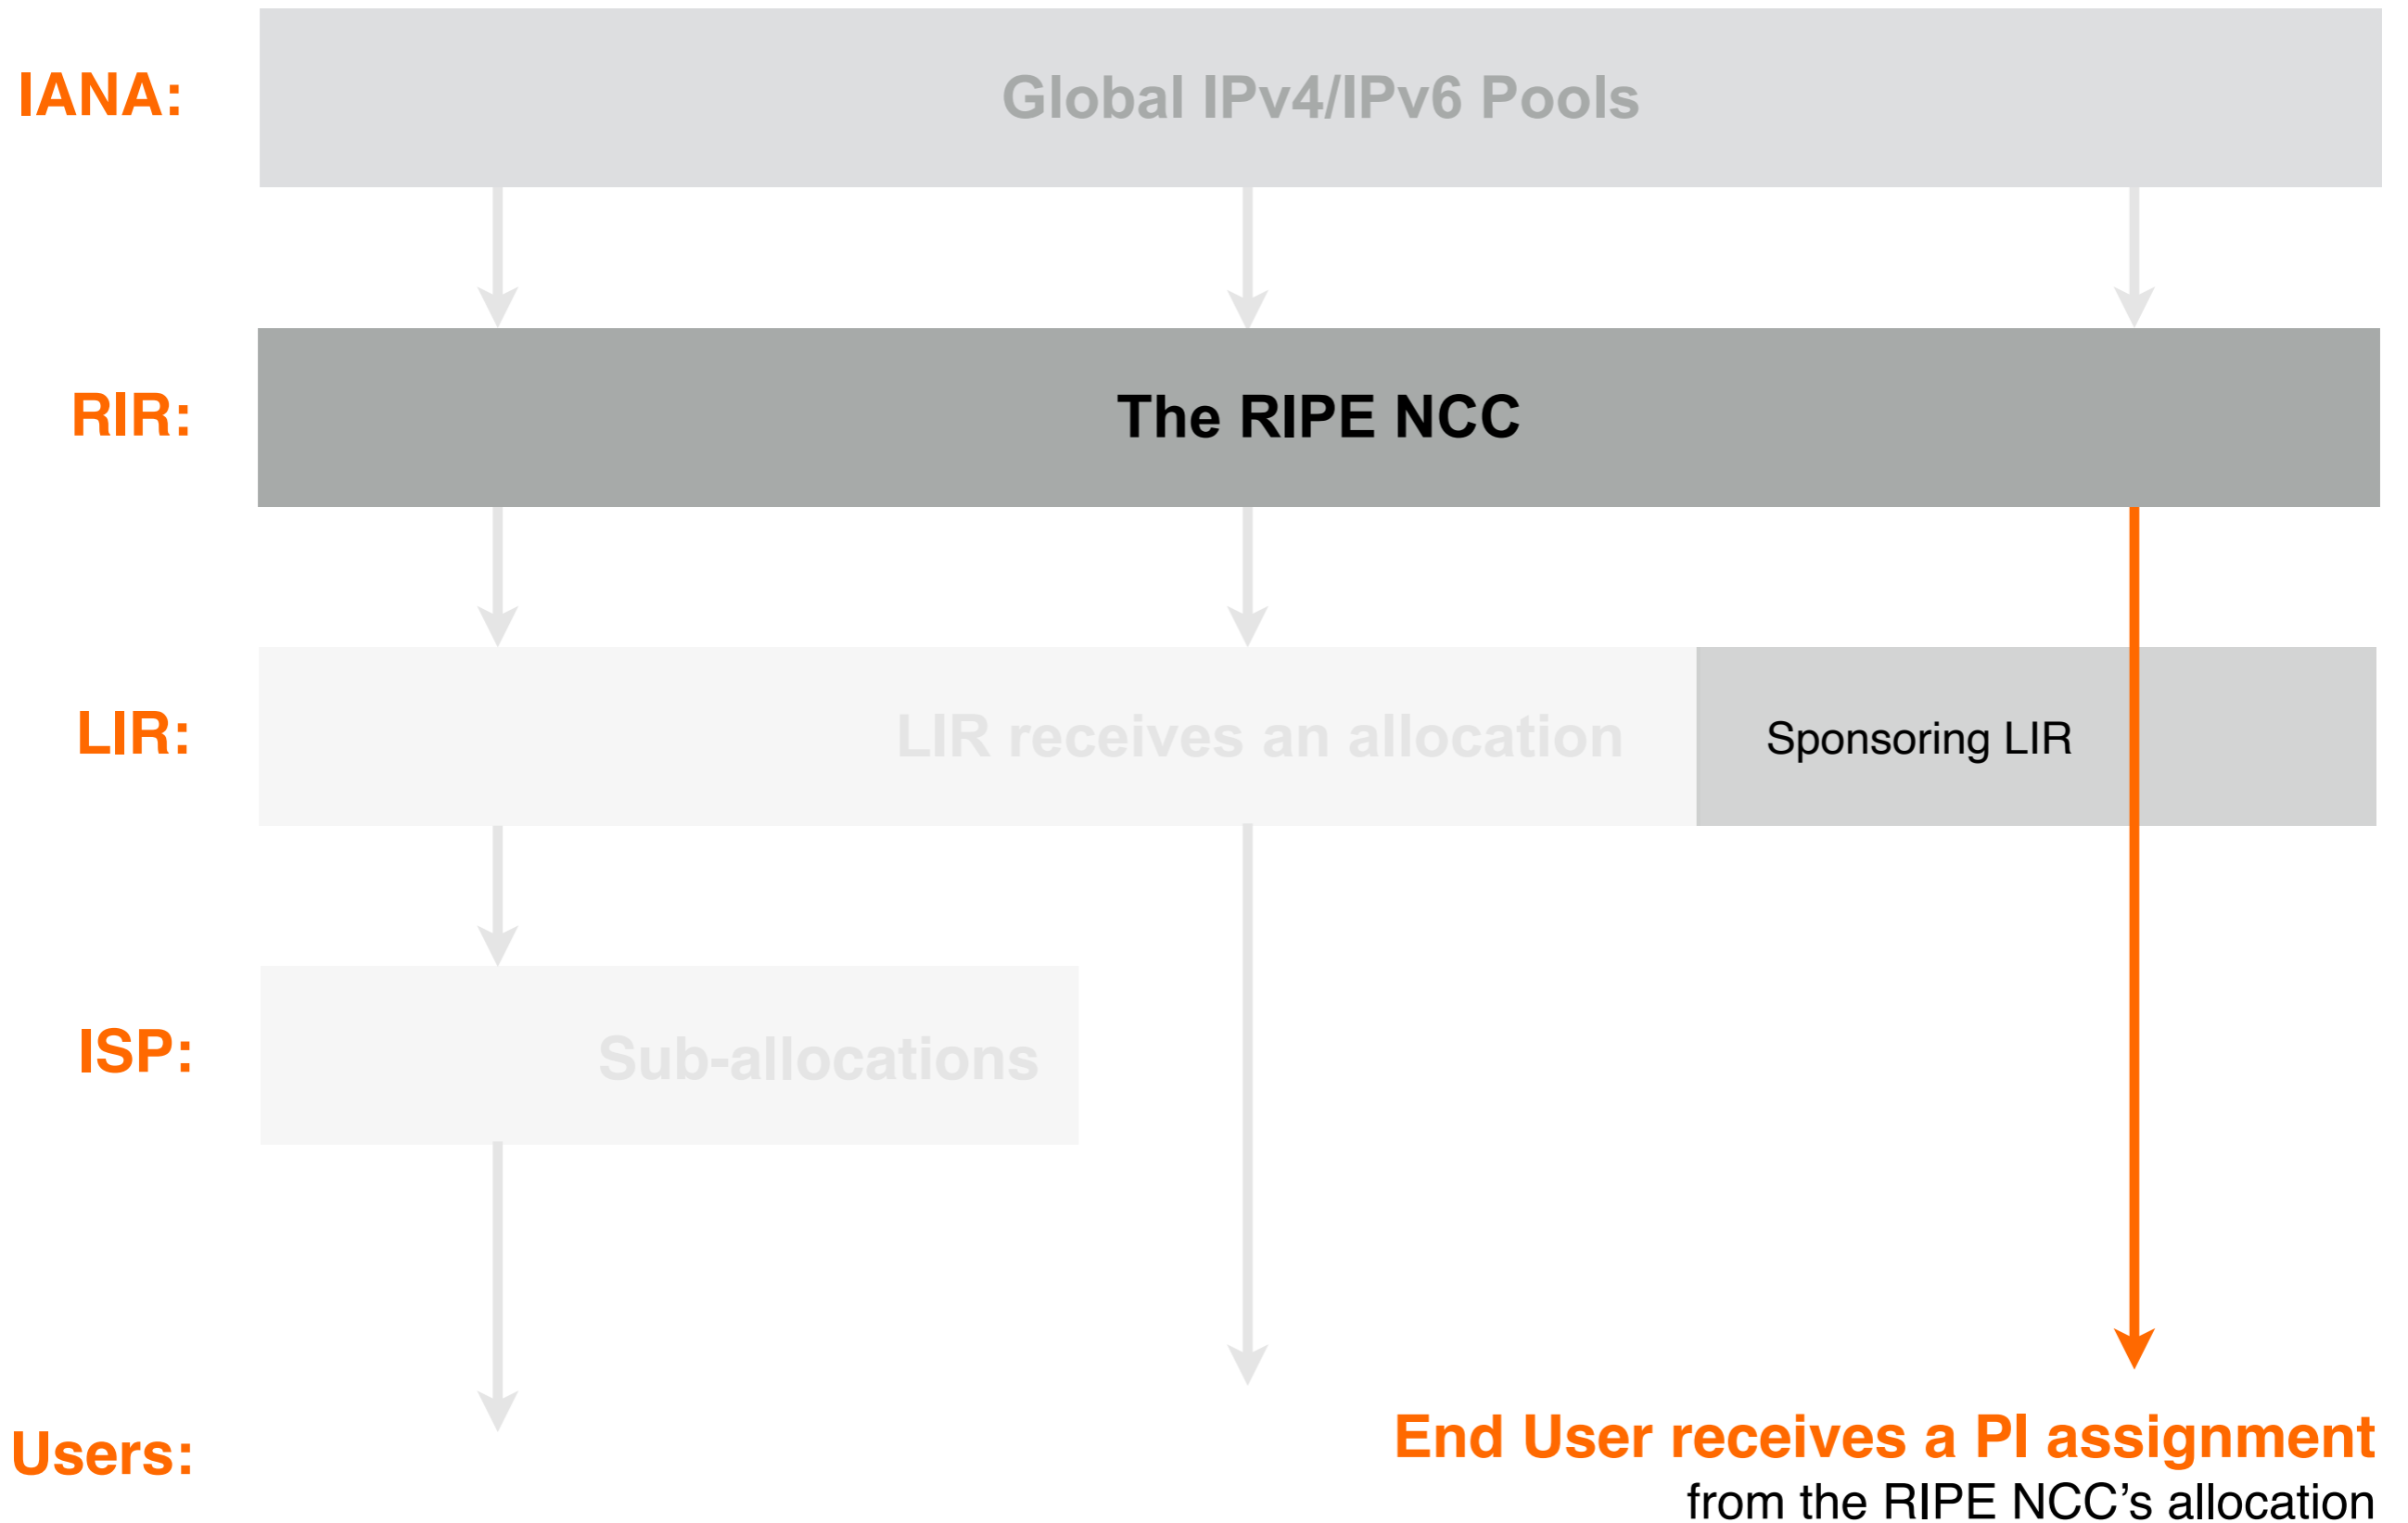 IANA:
Global IPv4/IPv6 Pools
RIR:
The RIPE NCC
LIR:
LIR receives an allocation
Sponsoring LIR
ISP:
Sub-allocations
Users:
End User receives a PI assignment
from the RIPE NCC’s allocation